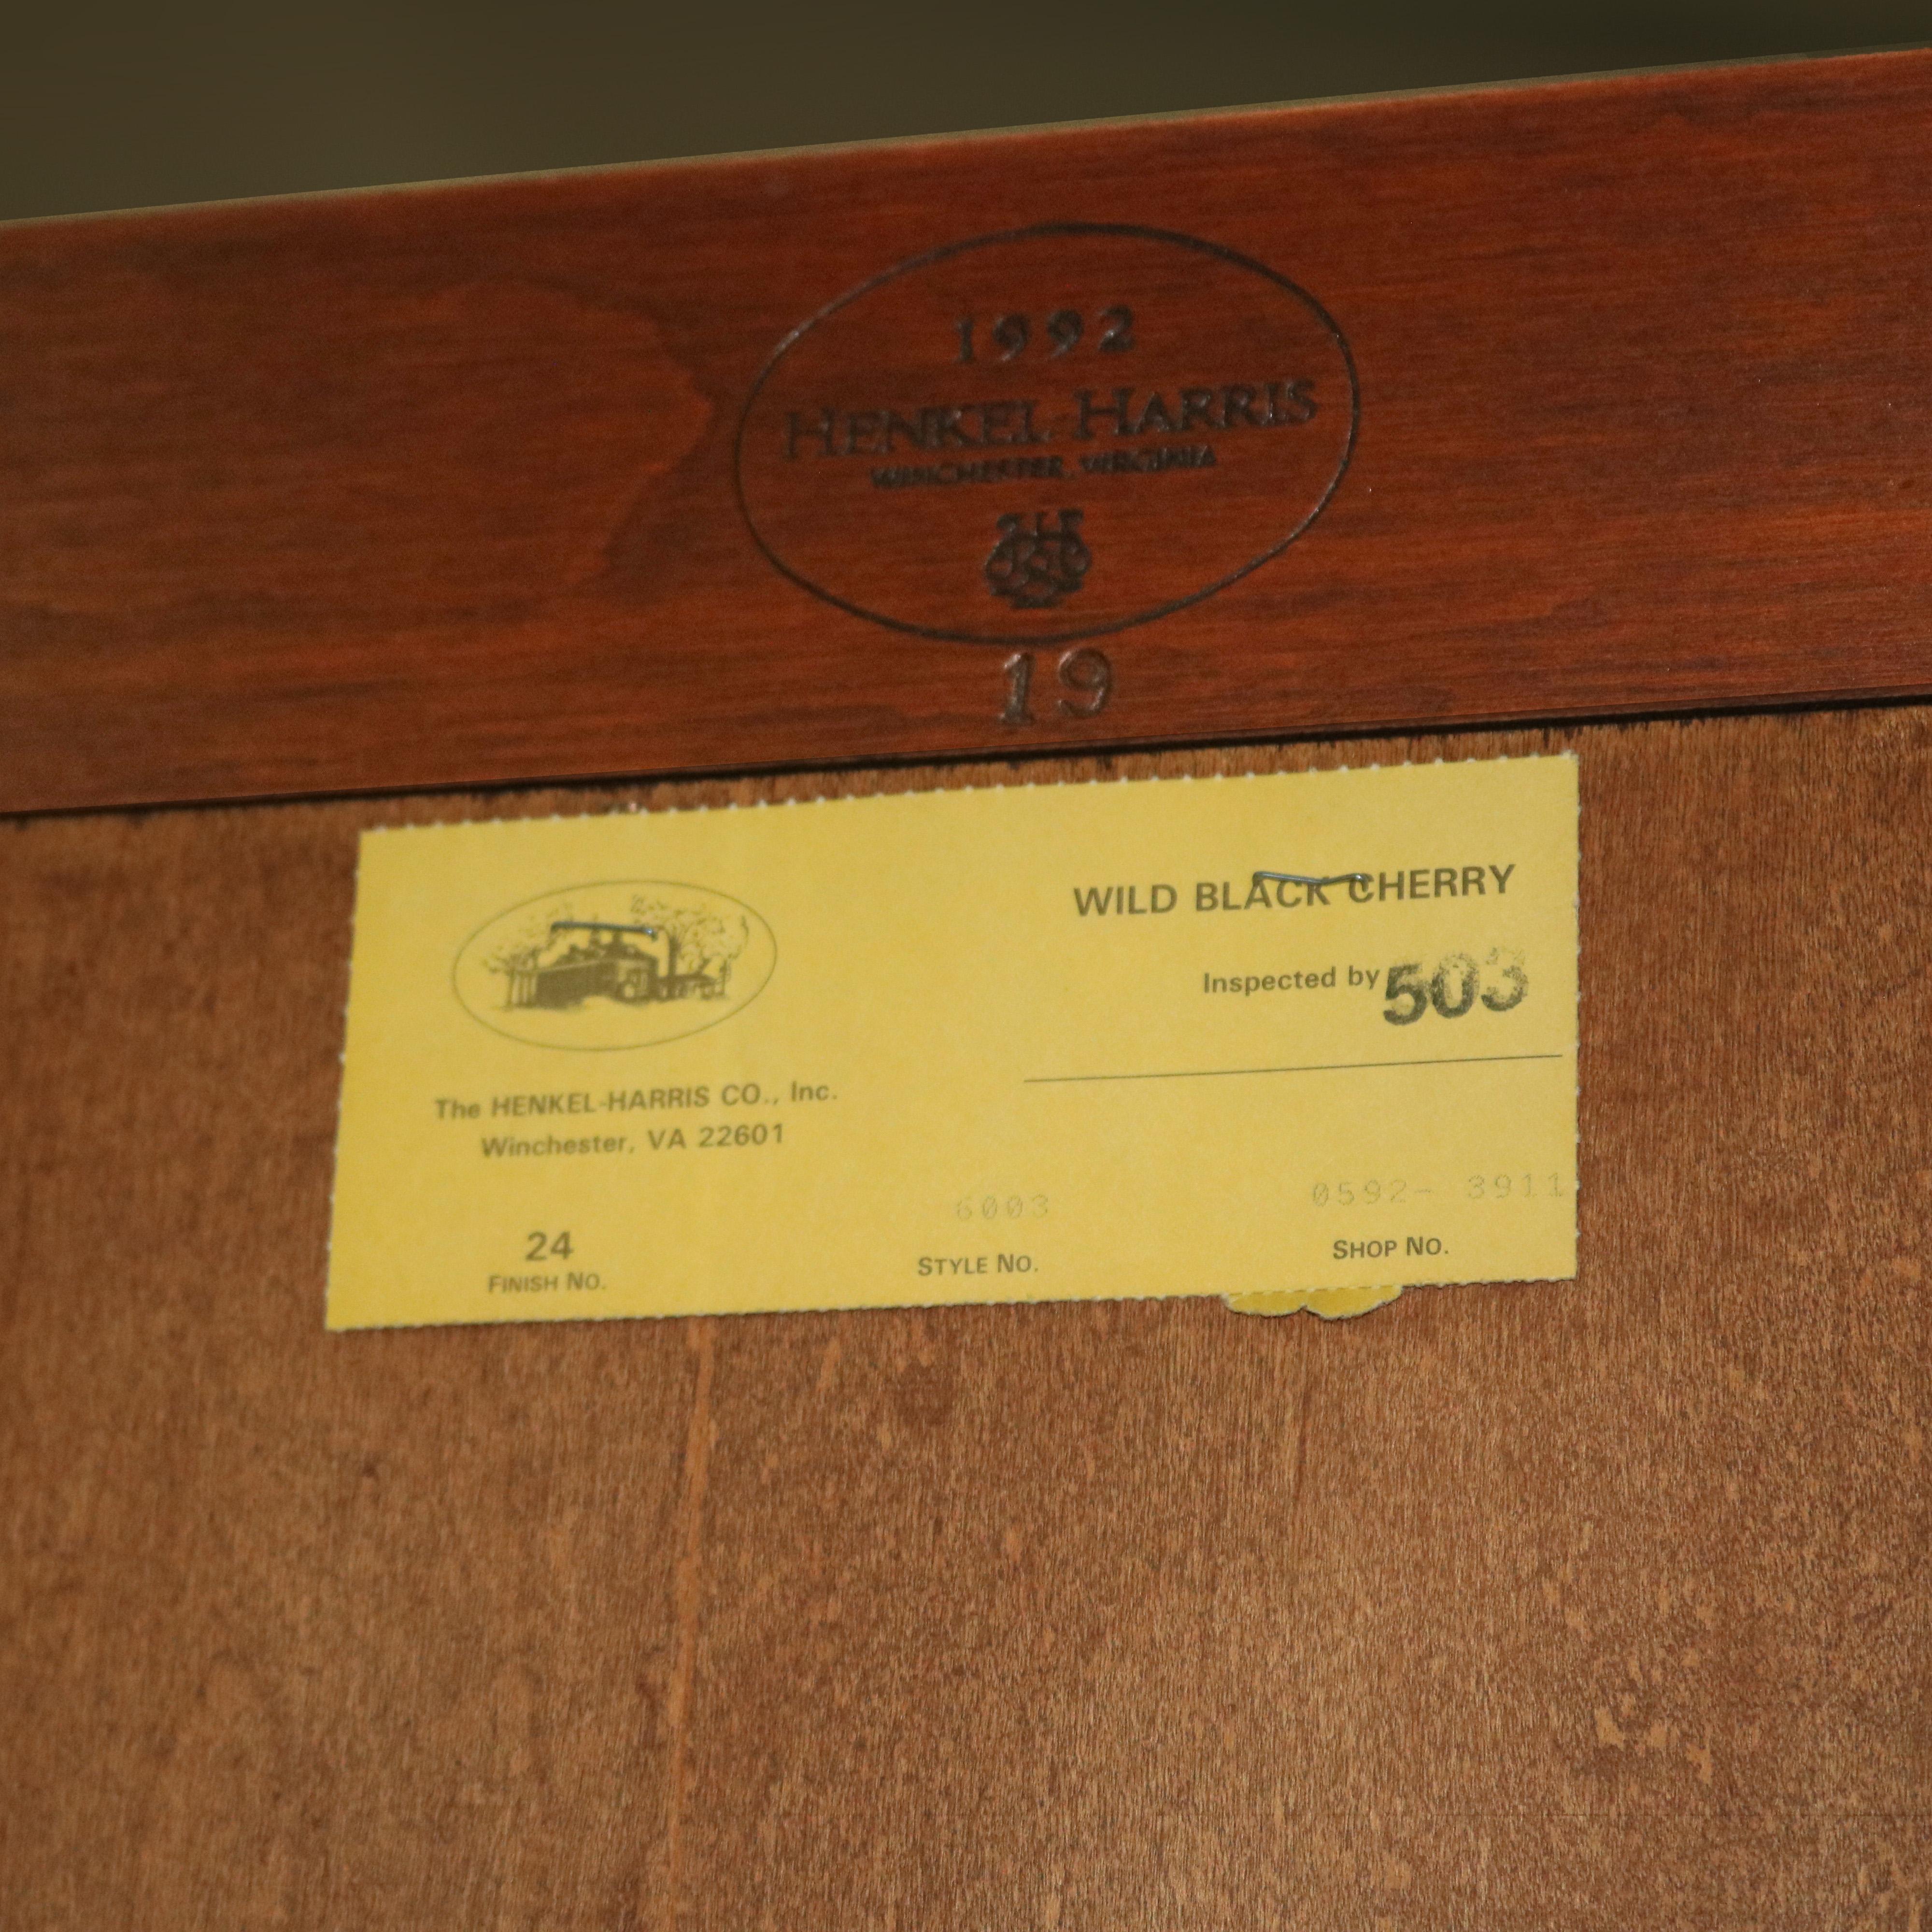 1992
HENKEL-HARRIS
WINCHESTER, VIRGINIA
19
WILD BLACK CHERRY
Inspected by 503
The HENKEL-HARRIS CO., Inc.
Winchester, VA 22601
6003
0592- 3911
24
FINISH NO.
STYLE NO.
SHOP NO.